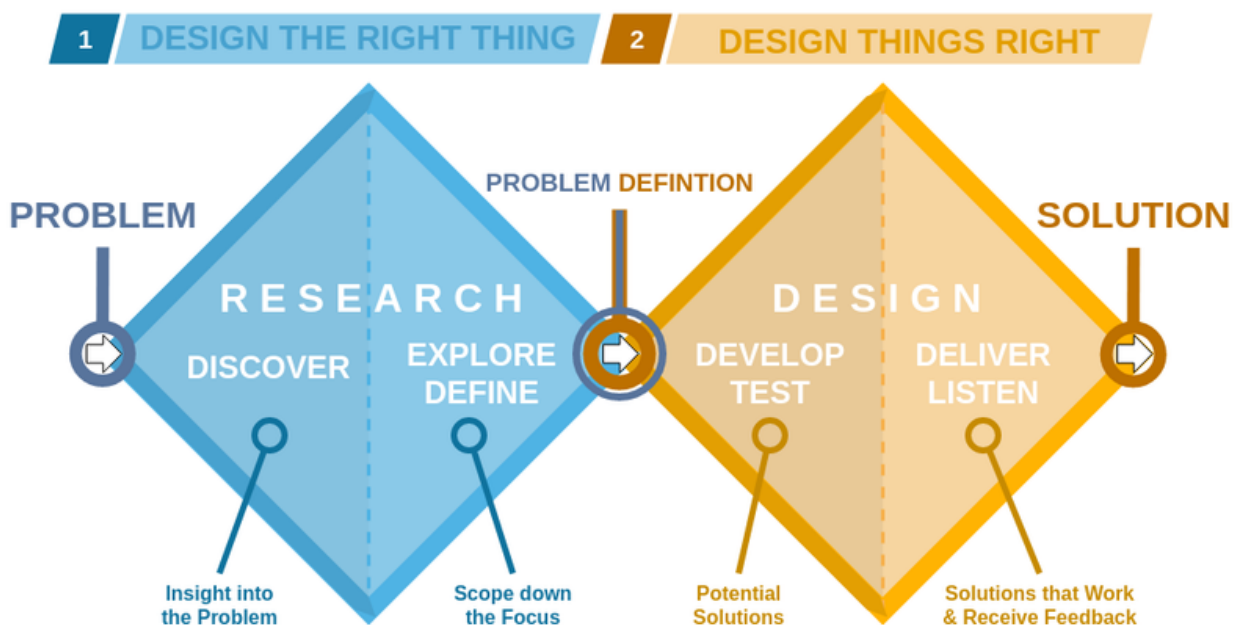 1 DESIGN THE RIGHT THING 2 DESIGN THINGS RIGHT
PROBLEM DEFINTION
PROBLEM
SOLUTION
RESEARCH
DESIGN
DISCOVER
EXPLORE
DEFINE
DEVELOP
TEST
DELIVER
LISTEN
Insight into
the Problem
Scope down
the Focus
Potential
Solutions
Solutions that Work
& Receive Feedback